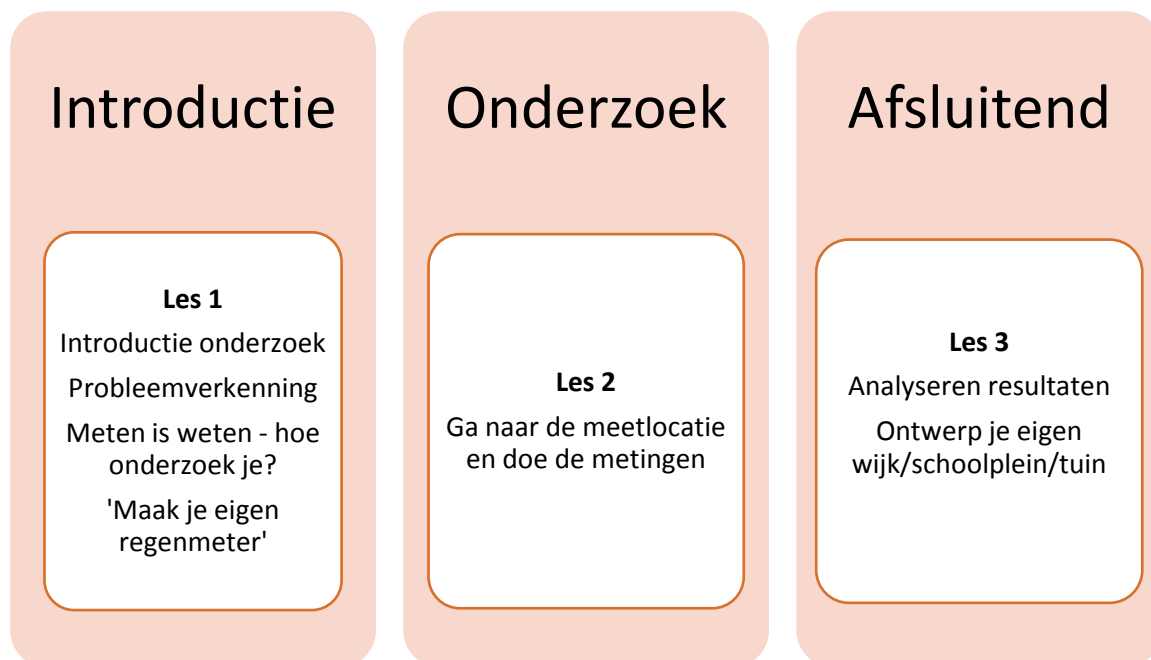 Introductie
Les 1
Introductie onderzoek
Probleemverkenning
Meten is weten - hoe
onderzoek je?
'Maak je eigen
regenmeter'
Onderzoek
Les 2
Ga naar de meetlocatie
en doe de metingen
Afsluitend
Les 3
Analyseren resultaten
Ontwerp je eigen
wijk/schoolplein/tuin